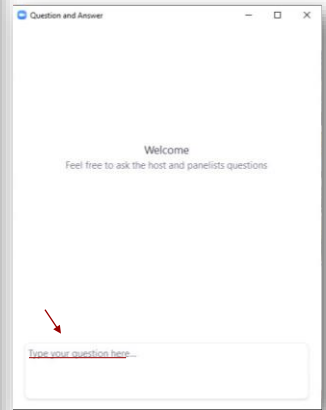 Question and Answer
Welcome
Feel free to ask the host and panelists questions
Type your question here...